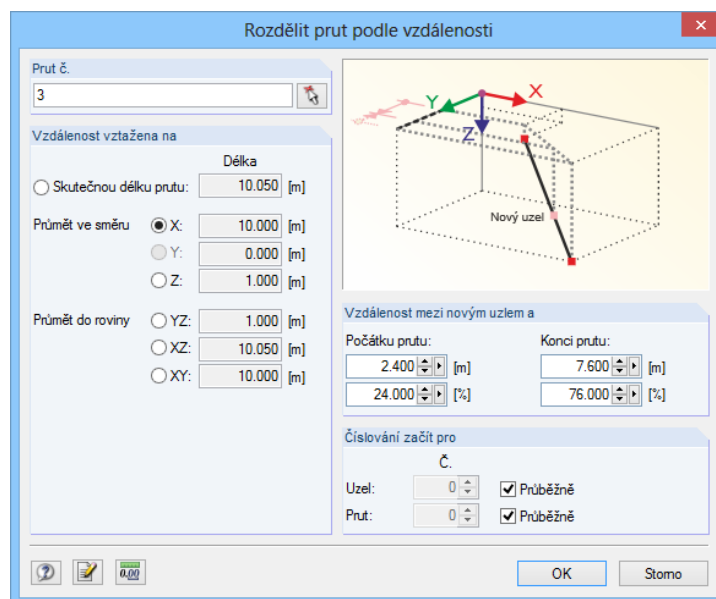 Rozdělit prut podle vzdálenosti
Prut č.
3
Vzdálenost vztažena na
Délka
Skutečnou délku prutu: 10.050 [m]
Průmět ve směru X: 10.000 [m]
Y: 0.000 [m]
Z: 1.000 [m]
Průmět do roviny YZ: 1.000 [m]
XZ: 10.050 [m]
XY: 10.000 [m]
X
Y
Z
Nový uzel
Vzdálenost mezi novým uzlem a
Počátku prutu: Konci prutu:
2.400 [m] 7.600 [m]
24.000 [%] 76.000 [%]
Číslování začít pro
Č.
Uzel: 0 Průběžně
Prut: 0 Průběžně
0.00
OK Storno